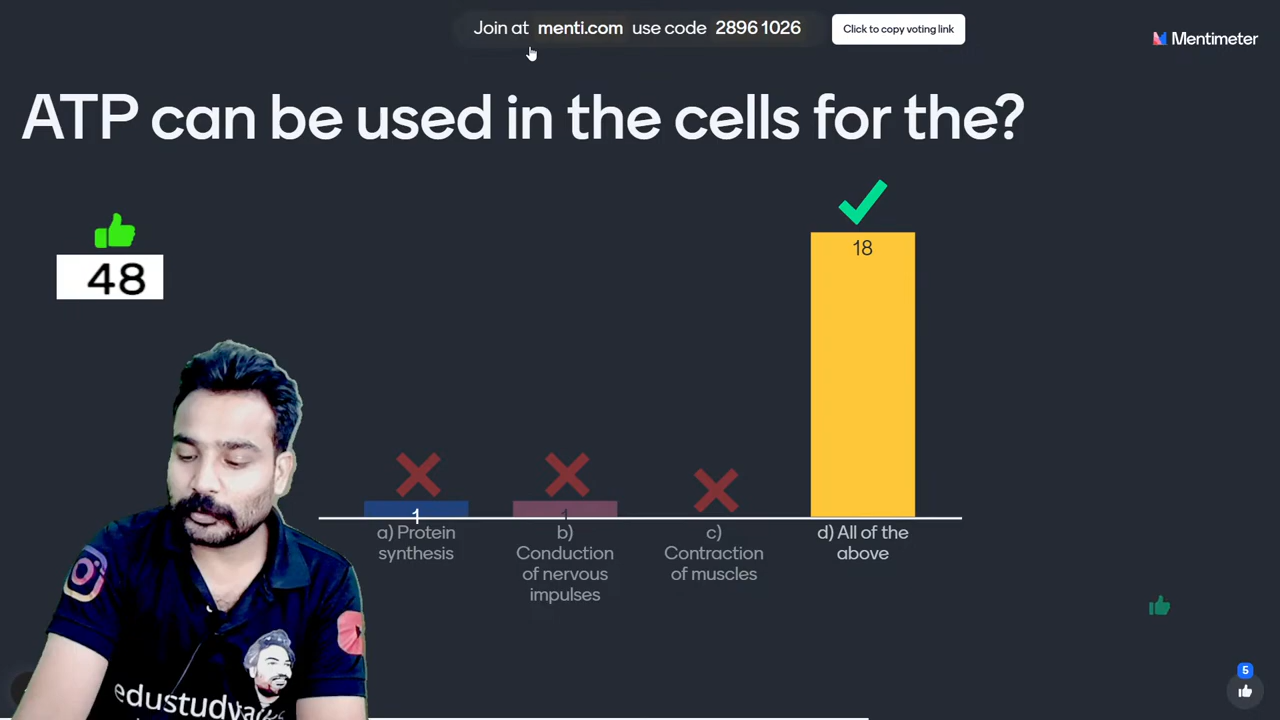 Join at menti.com use code 2896 1026
Click to copy voting link
Mentimeter
ATP can be used in the cells for the?
48
18
1
1
a) Protein
synthesis
b)
Conduction
of nervous
impulses
c)
Contraction
of muscles
d) All of the
above
5